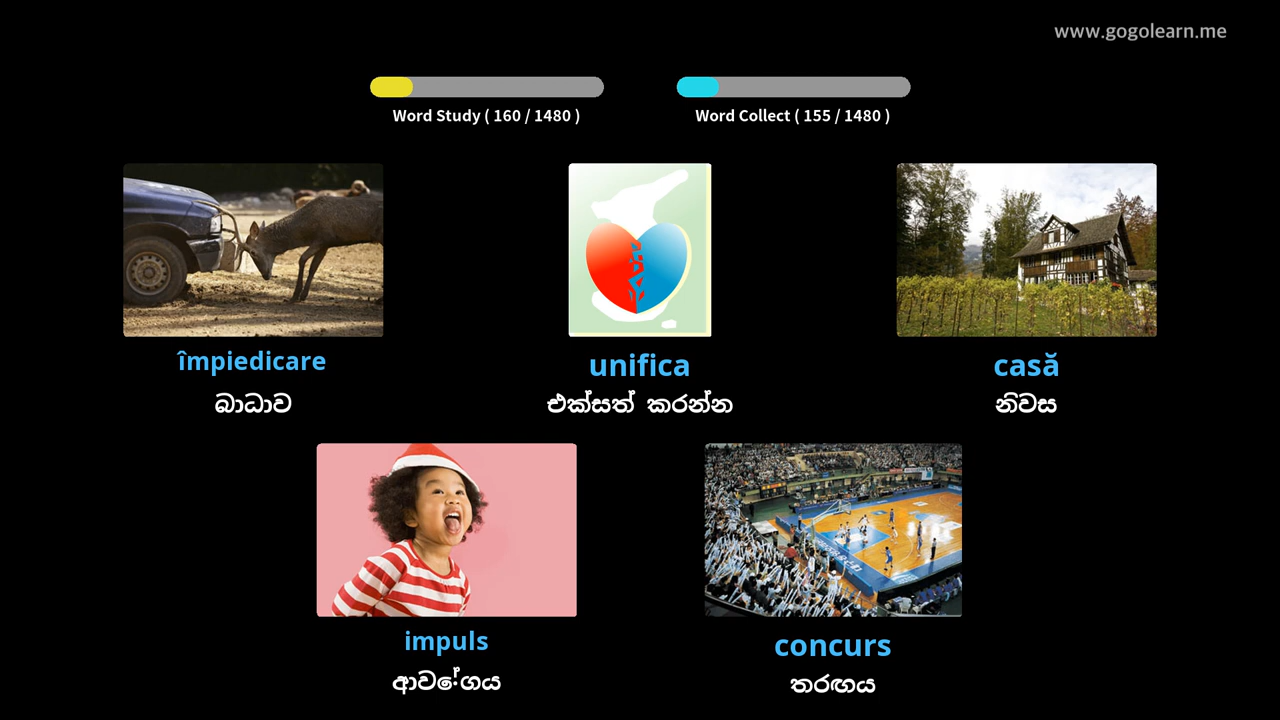 www.gogolearn.me
Word Study ( 160 / 1480 )
Word Collect ( 155 / 1480 )
împiedicare
බාධාව
unifica
එක්සත් කරන්න
casă
නිවස
impuls
ආවේගය
concurs
තරඟය